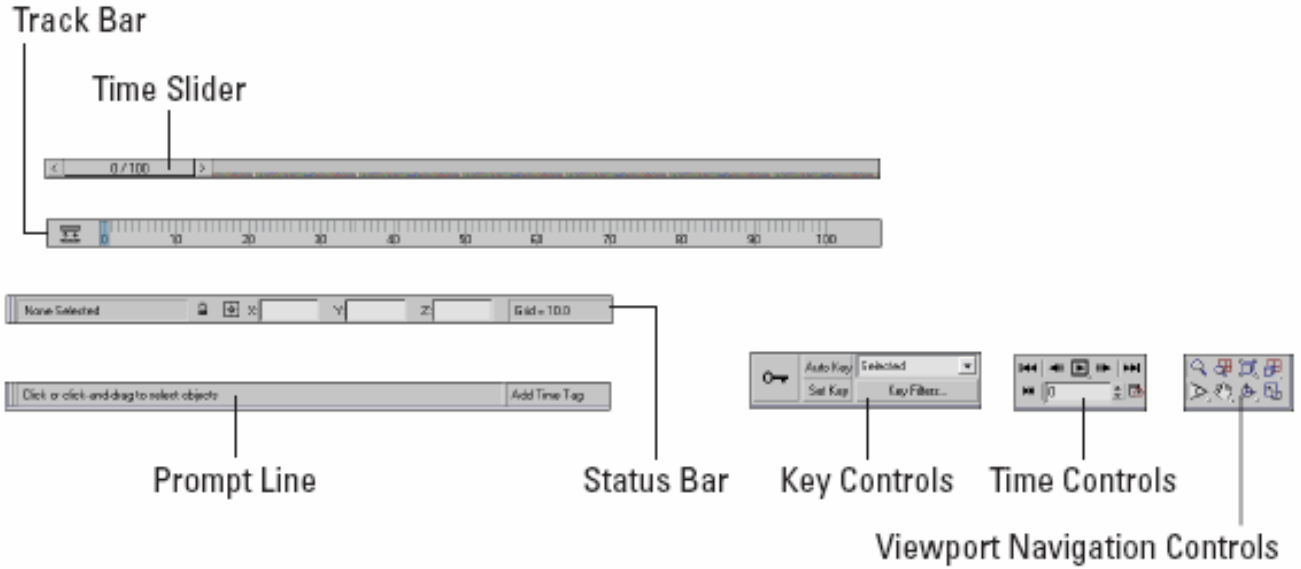 Track Bar
Time Slider
< 0 / 100 >
0 10 20 30 40 50 60 70 80 90 100
None Selected X: Y: Z: Grid = 10.0
Auto Key Selected
Set Key Key Filters...
0
Click or click-and-drag to select objects Add Time Tag
Prompt Line
Status Bar
Key Controls
Time Controls
Viewport Navigation Controls